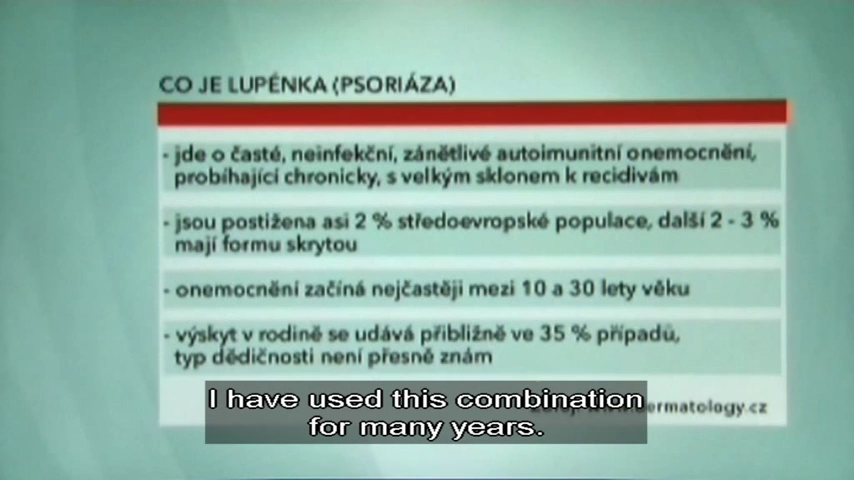 CO JE LUPÉNKA (PSORIÁZA)
- jde o časté, neinfekční, zánětlivé autoimunitní onemocnění,
probíhající chronicky, s velkým sklonem k recidivám
- jsou postižena asi 2 % středoevropské populace, další 2 - 3 %
mají formu skrytou
- onemocnění začíná nejčastěji mezi 10 a 30 lety věku
- výskyt v rodině se udává přibližně ve 35 % případů,
typ dědičnosti není přesně znám
I have used this combination
for many years.